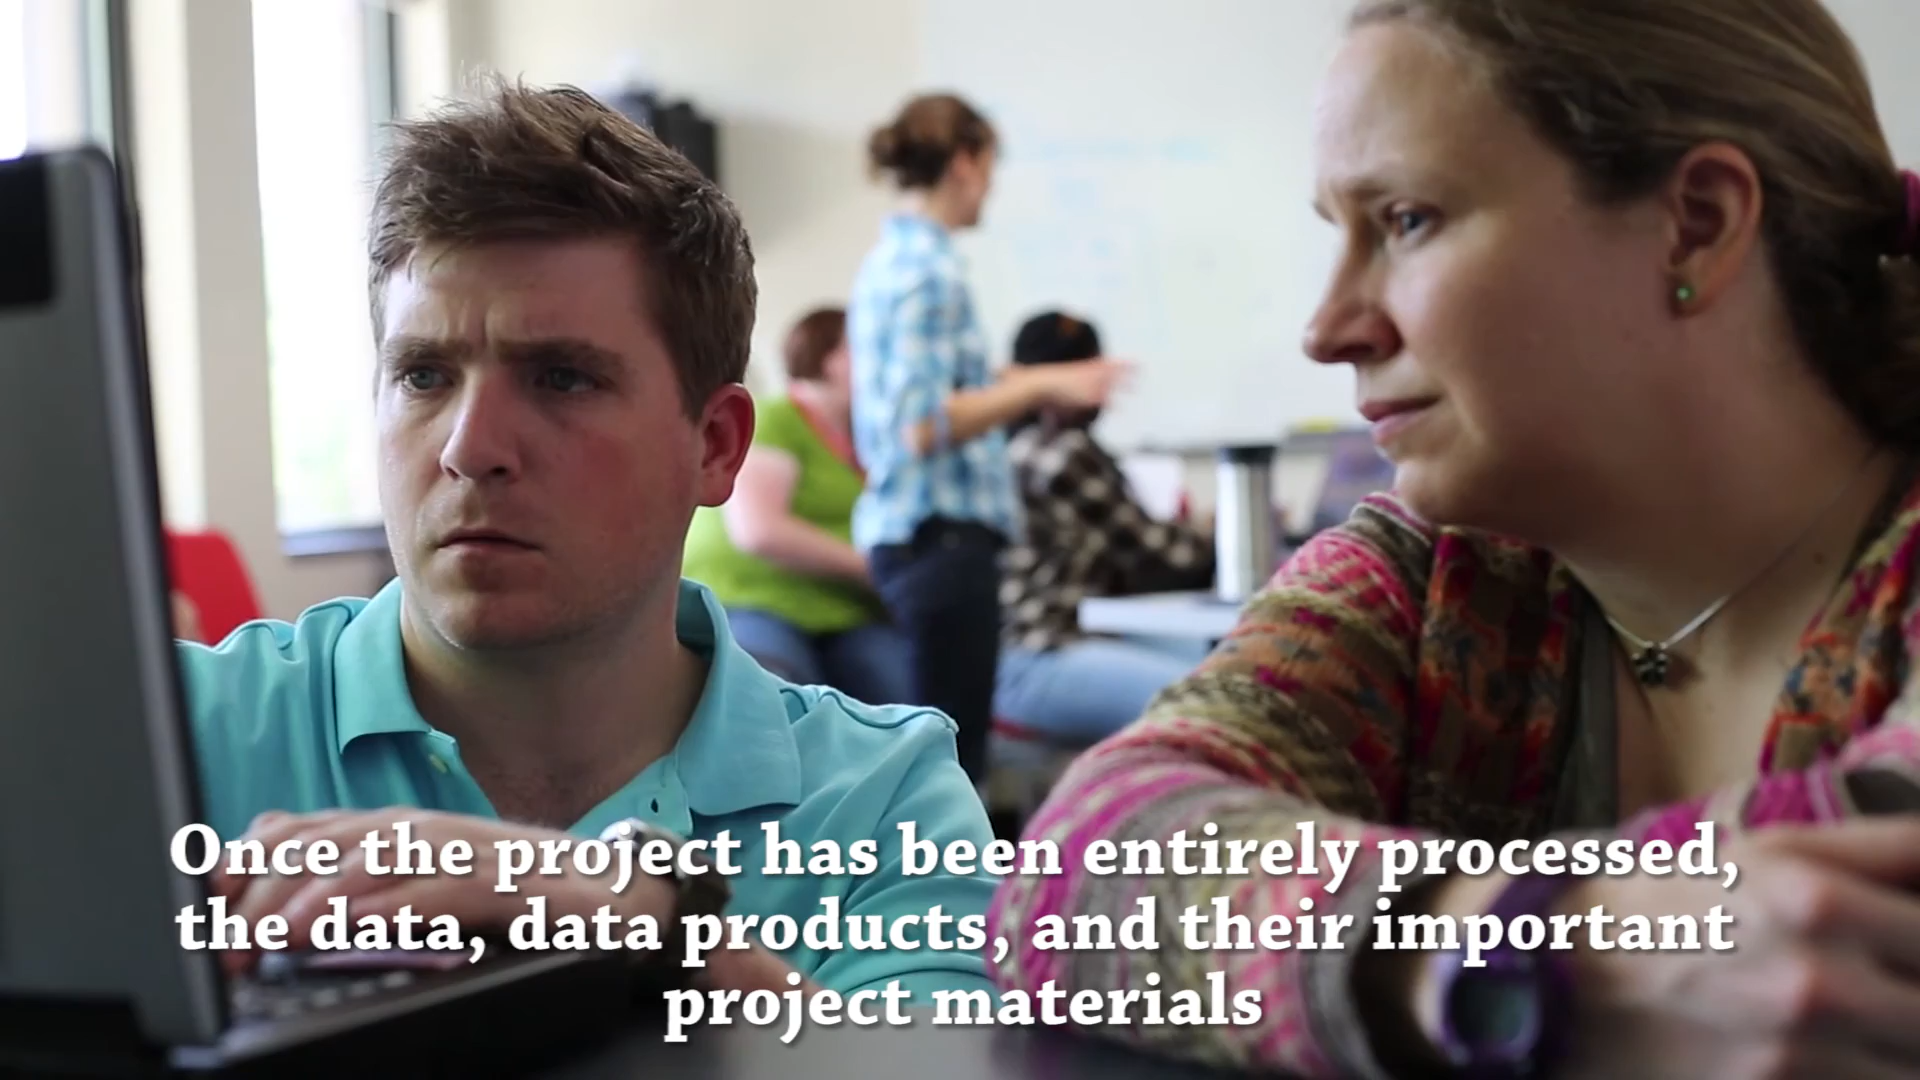 Once the project has been entirely processed,
the data, data products, and their important
project materials